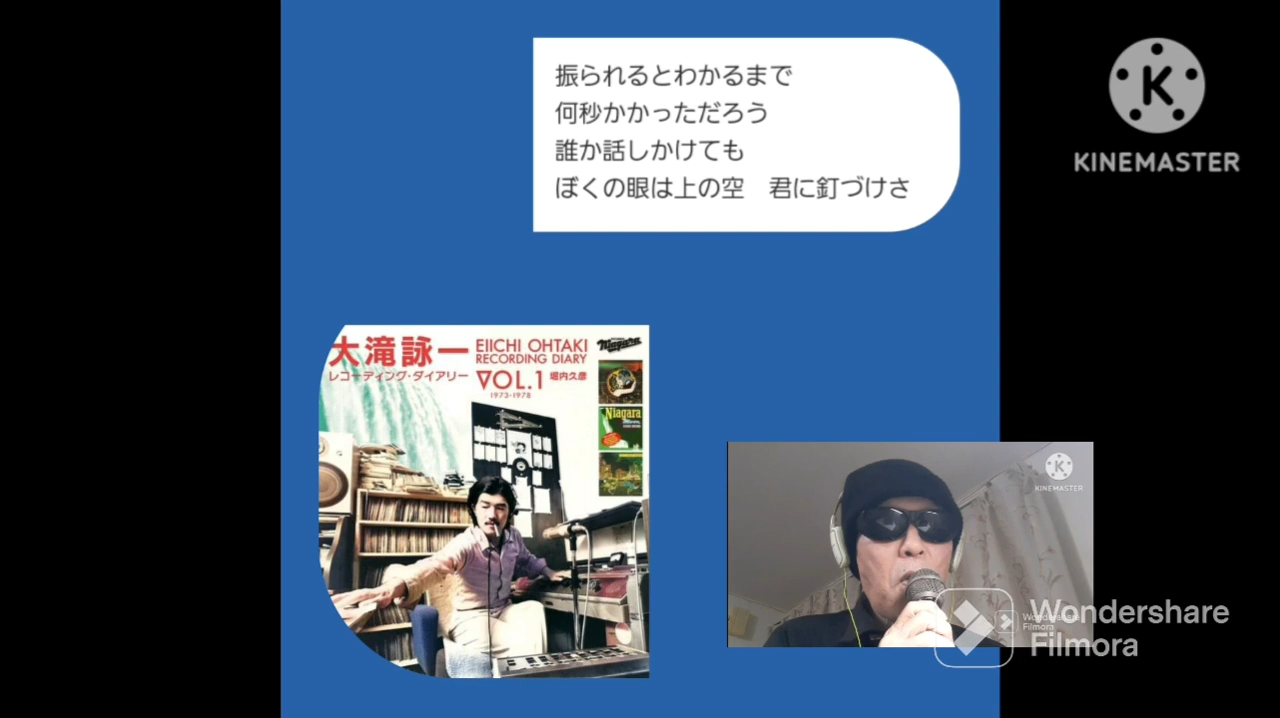 振られるとわかるまで
何秒かかっただろう
誰か話しかけても
ぼくの眼は上の空　君に釘づけさ
KINEMASTER
大滝詠一
レコーディング・ダイアリー
EIICHI OHTAKI
RECORDING DIARY
VOL.1 堀内久彦
1973-1978
Niagara
Niagara
KINEMASTER
Wondershare
Filmora
Wondershare
Filmora